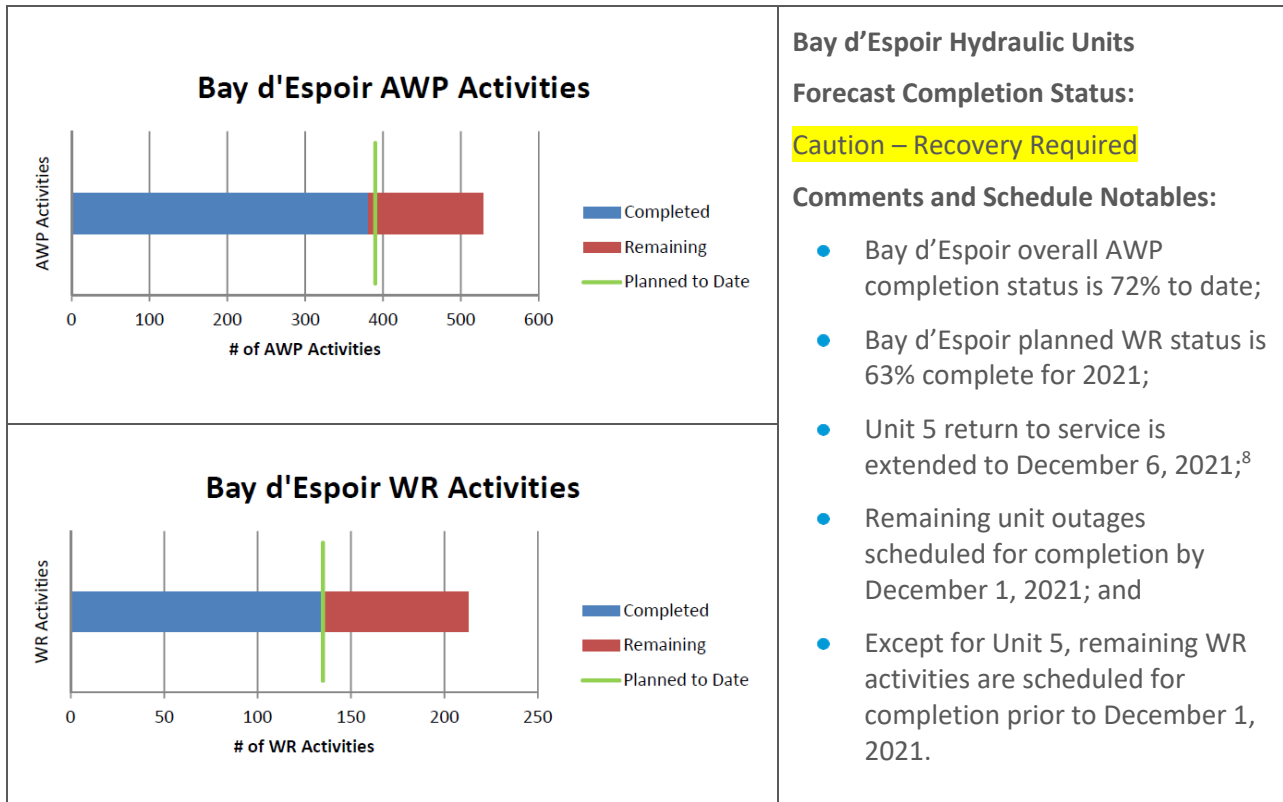 Bay d'Espoir AWP Activities
AWP Activities
Completed
Remaining
Planned to Date
0 100 200 300 400 500 600
# of AWP Activities
Bay d'Espoir WR Activities
WR Activities
Completed
Remaining
Planned to Date
0 50 100 150 200 250
# of WR Activities
Bay d’Espoir Hydraulic Units
Forecast Completion Status:
Caution – Recovery Required
Comments and Schedule Notables:
● Bay d’Espoir overall AWP
completion status is 72% to date;
● Bay d’Espoir planned WR status is
63% complete for 2021;
● Unit 5 return to service is
extended to December 6, 2021;⁸
● Remaining unit outages
scheduled for completion by
December 1, 2021; and
● Except for Unit 5, remaining WR
activities are scheduled for
completion prior to December 1,
2021.